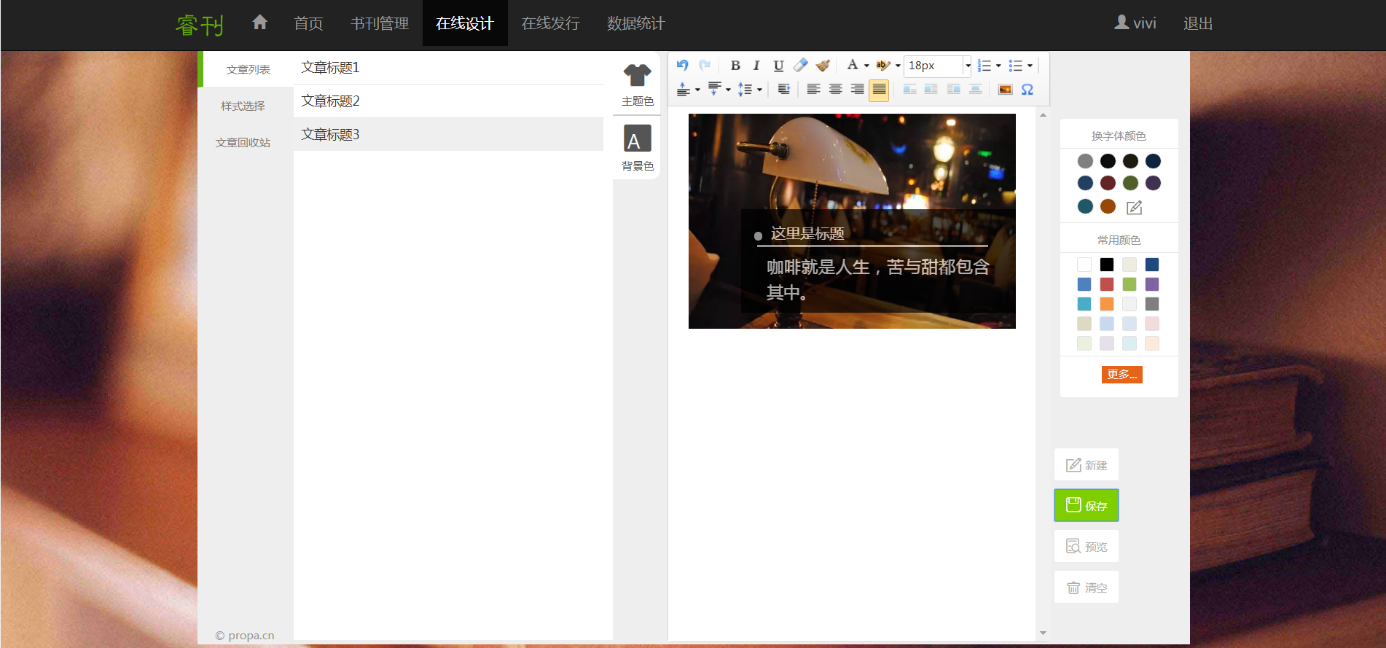 睿刊
首页
书刊管理
在线设计
在线发行
数据统计
vivi
退出
文章列表
样式选择
文章回收站
© propa.cn
文章标题1
文章标题2
文章标题3
主题色
A
背景色
B I U A ab 18px
Ω
这里是标题
咖啡就是人生，苦与甜都包含
其中。
换字体颜色
常用颜色
更多...
新建
保存
预览
清空